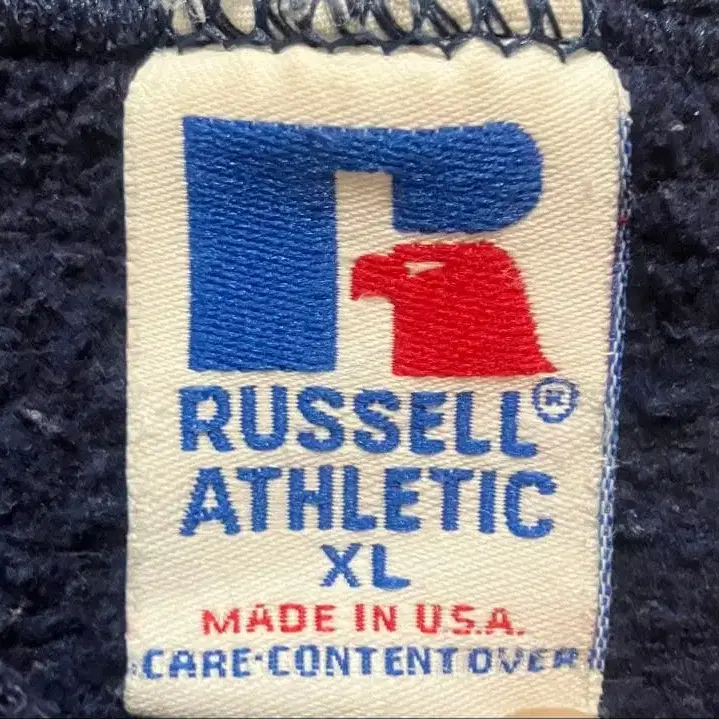 RUSSELL®
ATHLETIC
XL
MADE IN U.S.A.
CARE-CONTENT OVER